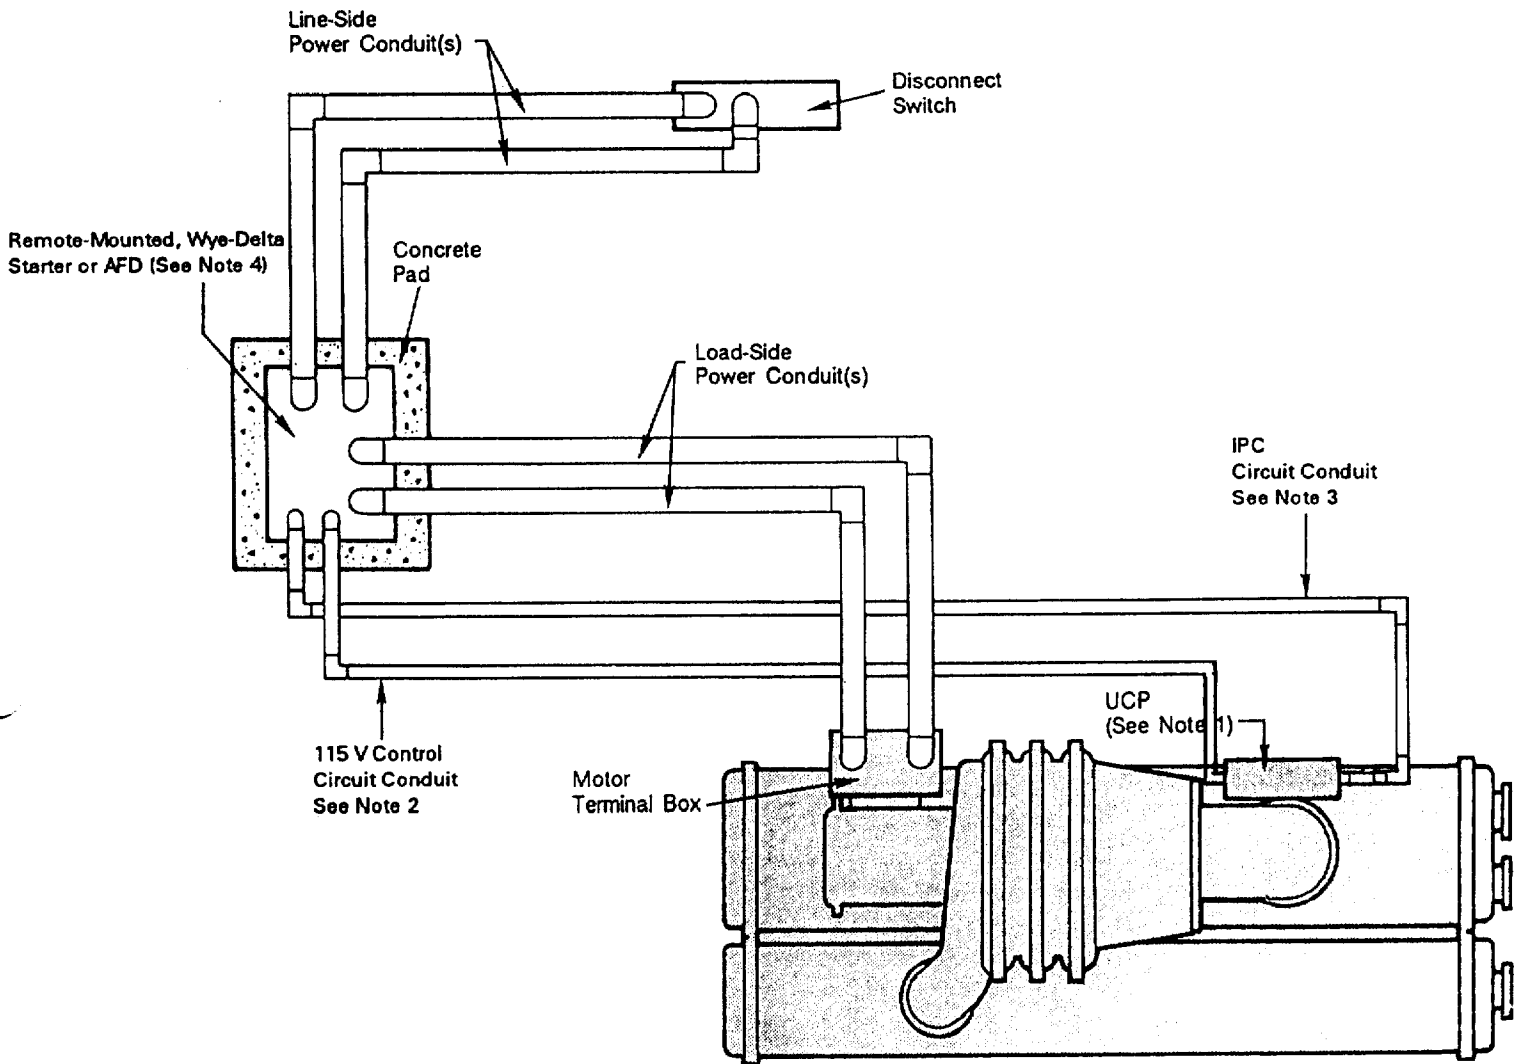 Line-Side
Power Conduit(s)
Disconnect
Switch
Remote-Mounted, Wye-Delta
Starter or AFD (See Note 4)
Concrete
Pad
Load-Side
Power Conduit(s)
IPC
Circuit Conduit
See Note 3
UCP
(See Note 1)
115 V Control
Circuit Conduit
See Note 2
Motor
Terminal Box